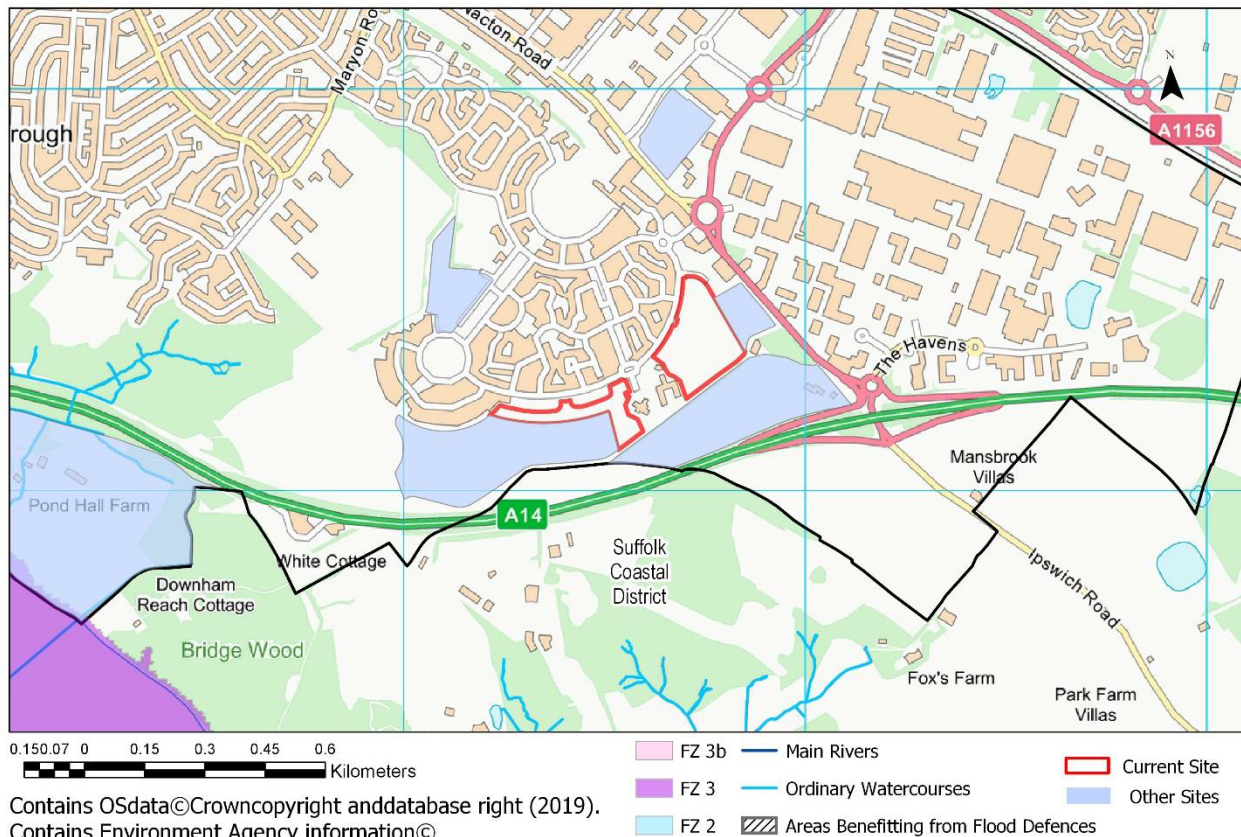 Maryon Ro
Nacton Road
N
A1156
rough
The Havens
Mansbrook
Villas
Pond Hall Farm
A14
White Cottage
Suffolk
Coastal
District
Downham
Reach Cottage
Ipswich Road
Bridge Wood
Fox's Farm
Park Farm
Villas
0.150.07 0 0.15 0.3 0.45 0.6
Kilometers
FZ 3b
Main Rivers
Current Site
FZ 3
Ordinary Watercourses
Other Sites
FZ 2
Areas Benefitting from Flood Defences
Contains OSdata©Crowncopyright anddatabase right (2019).
Contains Environment Agency information©